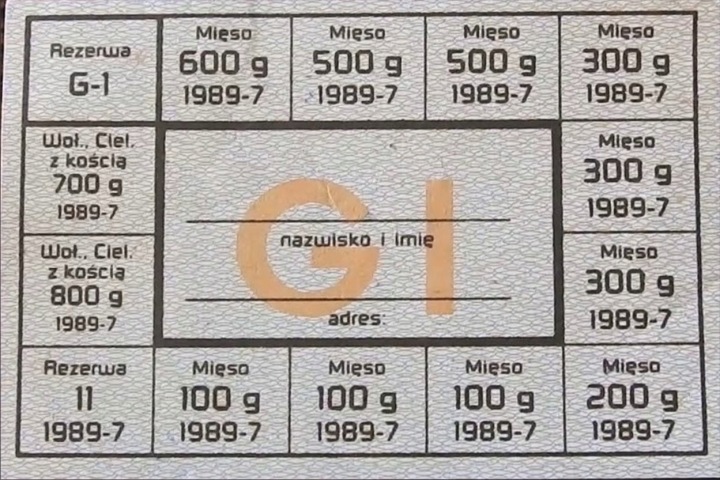 Rezerwa
G-1
Mięso
600 g
1989-7
Mięso
500 g
1989-7
Mięso
500 g
1989-7
Mięso
300 g
1989-7
Woł., Ciel.
z kością
700 g
1989-7
GI
nazwisko i imię
adres:
Mięso
300 g
1989-7
Woł., Ciel.
z kością
800 g
1989-7
Mięso
300 g
1989-7
Rezerwa
11
1989-7
Mięso
100 g
1989-7
Mięso
100 g
1989-7
Mięso
100 g
1989-7
Mięso
200 g
1989-7